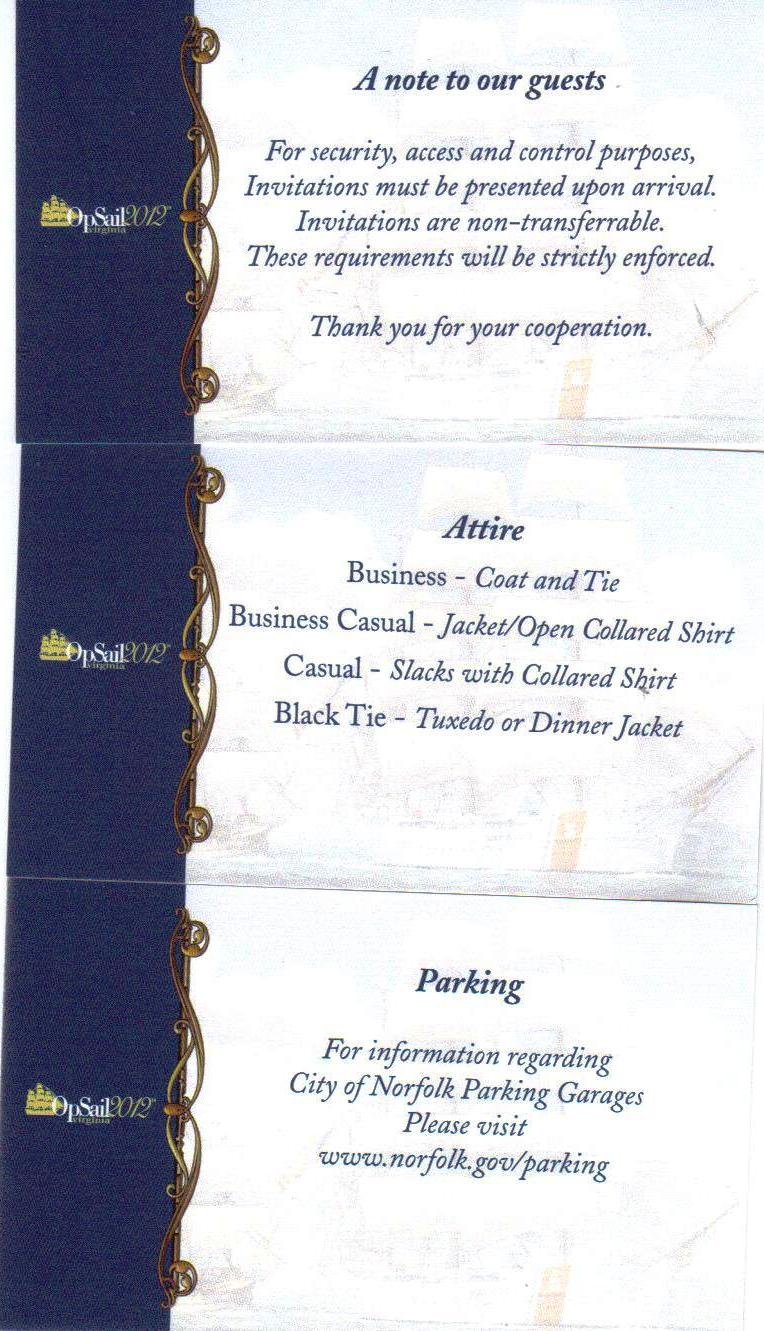 A note to our guests
For security, access and control purposes,
Invitations must be presented upon arrival.
Invitations are non-transferrable.
These requirements will be strictly enforced.
Thank you for your cooperation.
OpSail2012™
virginia
Attire
Business - Coat and Tie
Business Casual - Jacket/Open Collared Shirt
Casual - Slacks with Collared Shirt
Black Tie - Tuxedo or Dinner Jacket
OpSail2012™
virginia
Parking
For information regarding
City of Norfolk Parking Garages
Please visit
www.norfolk.gov/parking
OpSail2012™
virginia